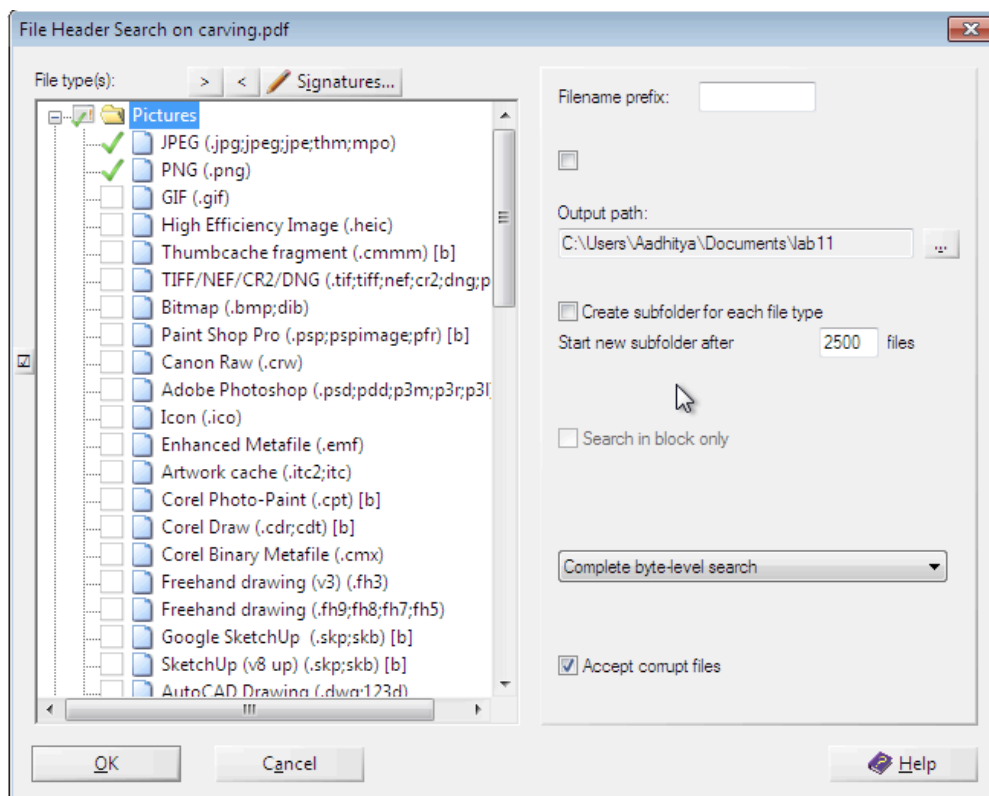 File Header Search on carving.pdf
File type(s):
> < Signatures...
Pictures
JPEG (.jpg;jpeg;jpe;thm;mpo)
PNG (.png)
GIF (.gif)
High Efficiency Image (.heic)
Thumbcache fragment (.cmmm) [b]
TIFF/NEF/CR2/DNG (.tif;tiff;nef;cr2;dng;p
Bitmap (.bmp;dib)
Paint Shop Pro (.psp;pspimage;pfr) [b]
Canon Raw (.crw)
Adobe Photoshop (.psd;pdd;p3m;p3r;p3l
Icon (.ico)
Enhanced Metafile (.emf)
Artwork cache (.itc2;itc)
Corel Photo-Paint (.cpt) [b]
Corel Draw (.cdr;cdt) [b]
Corel Binary Metafile (.cmx)
Freehand drawing (v3) (.fh3)
Freehand drawing (.fh9;fh8;fh7;fh5)
Google SketchUp (.skp;skb) [b]
SketchUp (v8 up) (.skp;skb) [b]
AutoCAD Drawing (.dwg;123d)
Filename prefix:
Output path:
C:\Users\Aadhitya\Documents\lab11
...
Create subfolder for each file type
Start new subfolder after 2500 files
Search in block only
Complete byte-level search
Accept corrupt files
OK
Cancel
Help